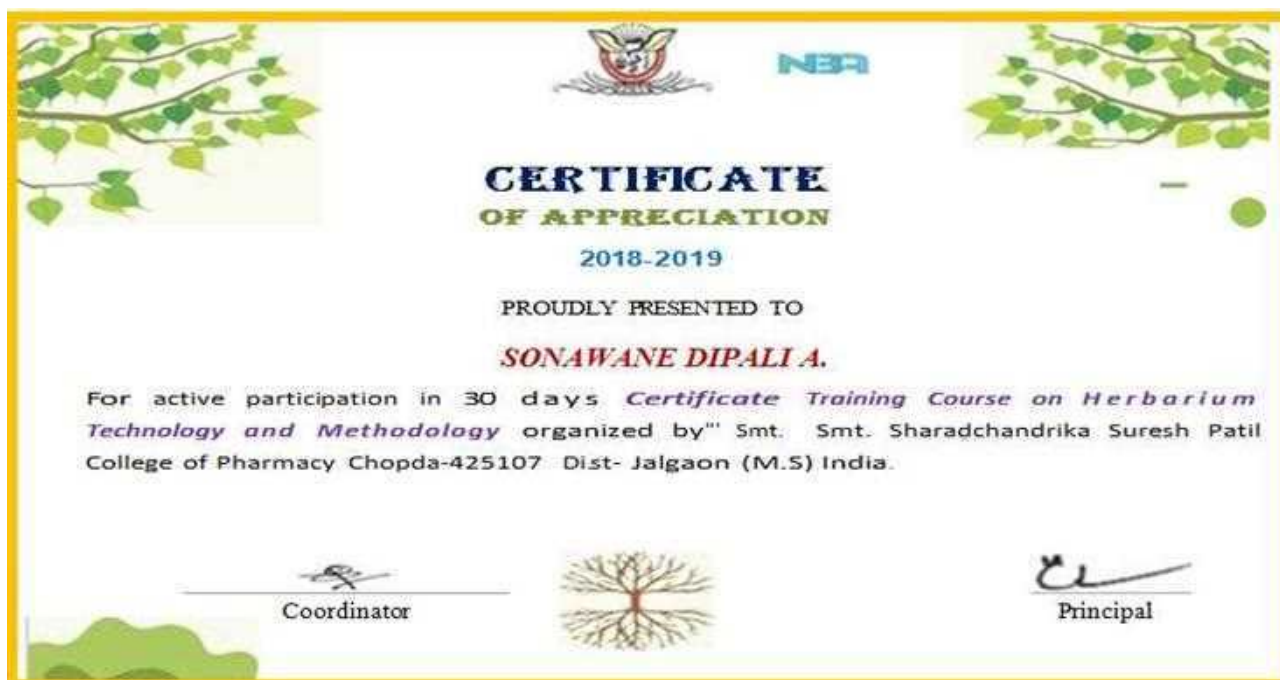 NBA
CERTIFICATE
OF APPRECIATION
2018-2019
PROUDLY PRESENTED TO
SONAWANE DIPALI A.
For active participation in 30 days Certificate Training Course on Herbarium
Technology and Methodology organized by"' Smt. Smt. Sharadchandrika Suresh Patil
College of Pharmacy Chopda-425107 Dist- Jalgaon (M.S) India.
Coordinator
Principal